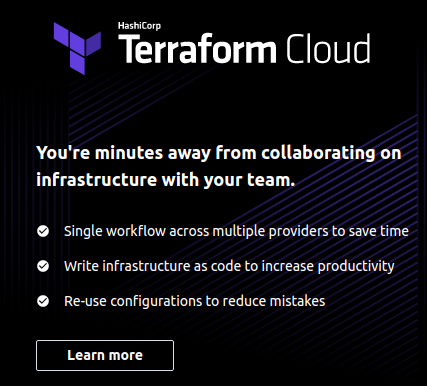 HashiCorp
Terraform Cloud
You're minutes away from collaborating on
infrastructure with your team.
Single workflow across multiple providers to save time
Write infrastructure as code to increase productivity
Re-use configurations to reduce mistakes
Learn more